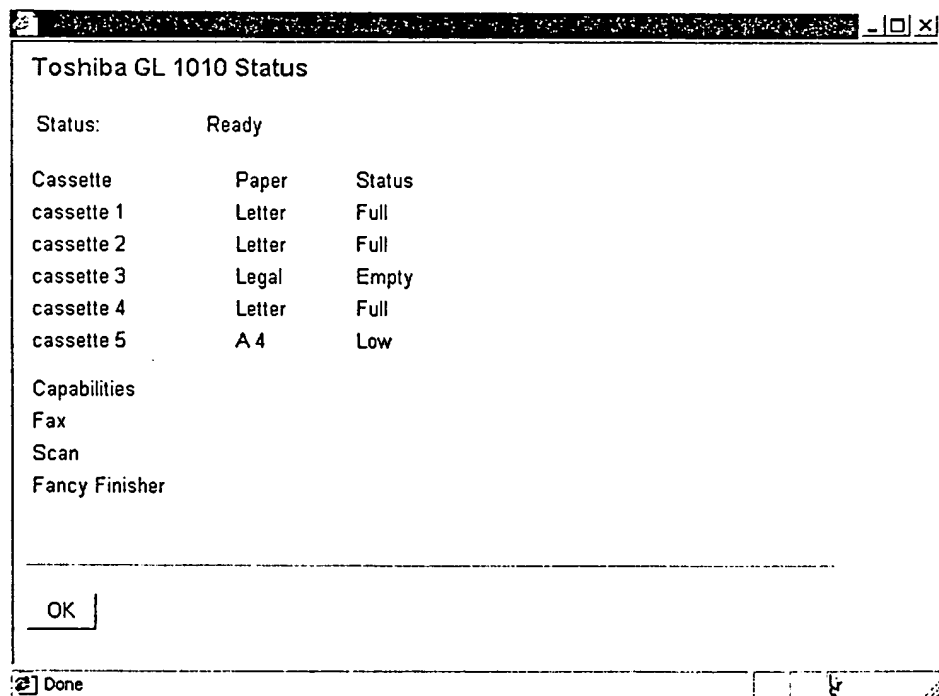 Toshiba GL 1010 Status
Status: Ready
Cassette Paper Status
cassette 1 Letter Full
cassette 2 Letter Full
cassette 3 Legal Empty
cassette 4 Letter Full
cassette 5 A4 Low
Capabilities
Fax
Scan
Fancy Finisher
OK
Done